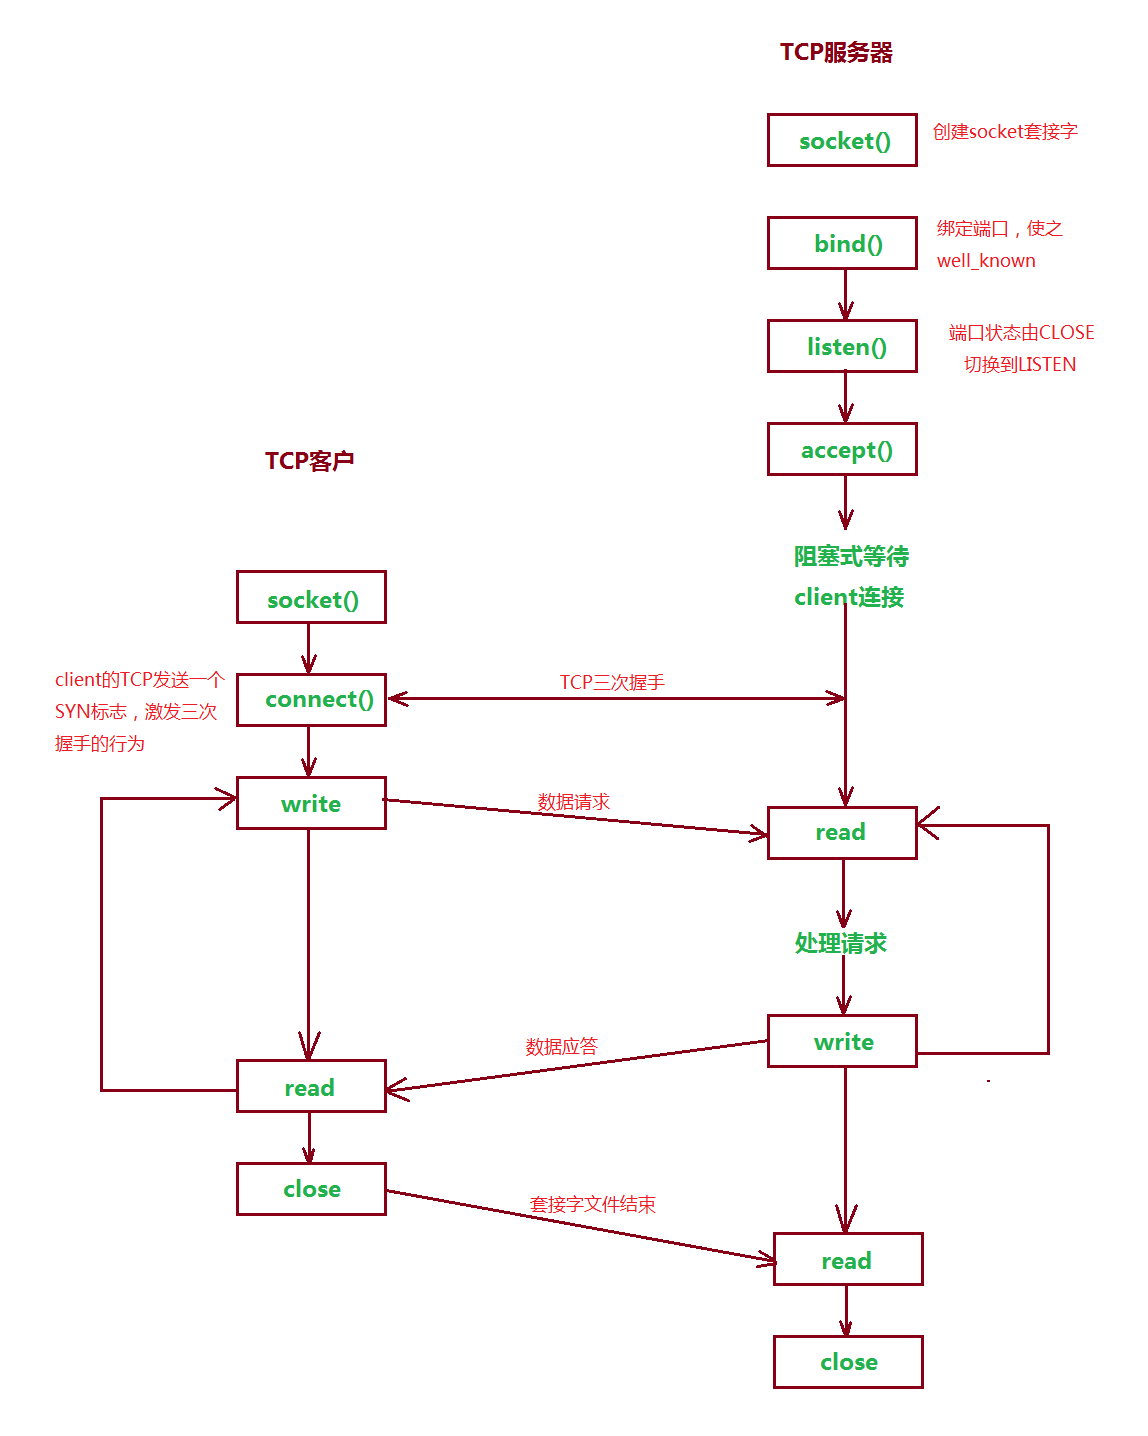 TCP服务器
socket()
创建socket套接字
bind()
绑定端口，使之
well_known
listen()
端口状态由CLOSE
切换到LISTEN
accept()
TCP客户
阻塞式等待
client连接
socket()
client的TCP发送一个
SYN标志，激发三次
握手的行为
connect()
TCP三次握手
write
数据请求
read
处理请求
write
数据应答
read
close
套接字文件结束
read
close